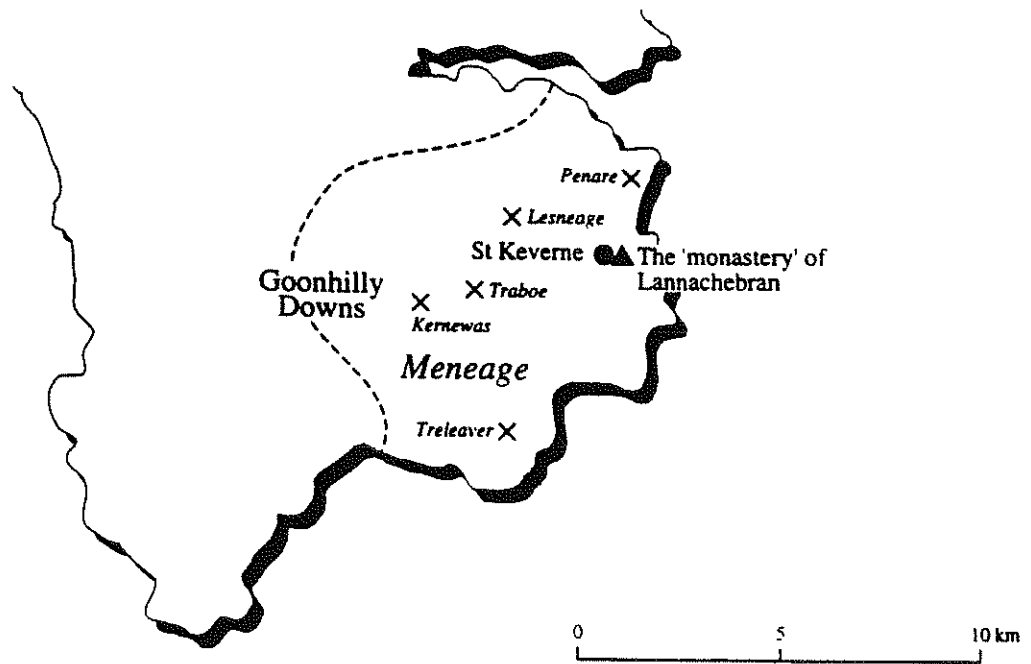 Penare
Lesneage
St Keverne
The 'monastery' of
Lannachebran
Goonhilly
Downs
Traboe
Kernewas
Meneage
Treleaver
0 5 10 km